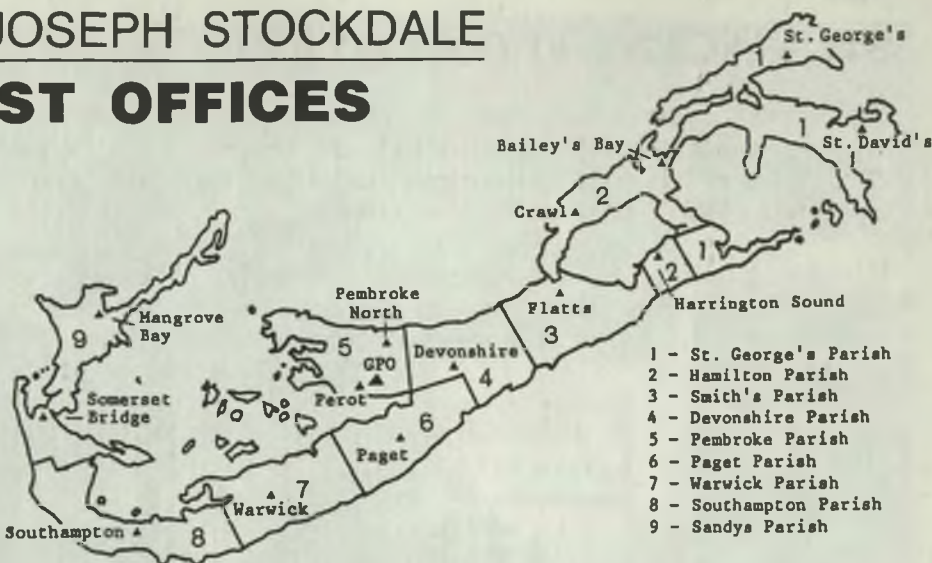 JOSEPH STOCKDALE
ST OFFICES
St. George's
1
1
St. David's
Bailey's Bay
2
Crawl
1
2
Harrington Sound
Flatts
3
Pembroke
North
Mangrove
Bay
9
5
GPO
Devonshire
4
Perot
Somerset
Bridge
6
Paget
7
Warwick
Southampton
8
1 - St. George's Parish
2 - Hamilton Parish
3 - Smith's Parish
4 - Devonshire Parish
5 - Pembroke Parish
6 - Paget Parish
7 - Warwick Parish
8 - Southampton Parish
9 - Sandys Parish